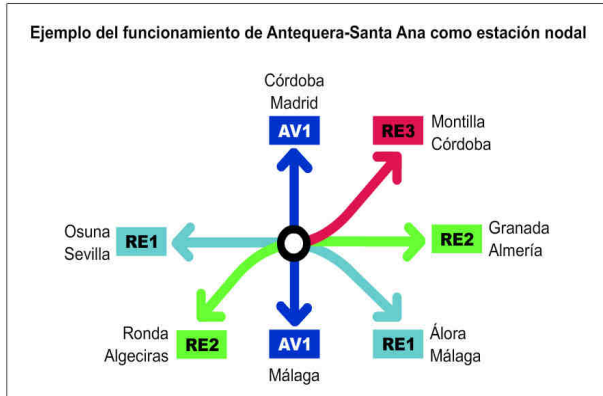 Ejemplo del funcionamiento de Antequera-Santa Ana como estación nodal
Córdoba
Madrid
AV1
RE3
Montilla
Córdoba
Osuna
Sevilla
RE1
RE2
Granada
Almería
Ronda
Algeciras
RE2
AV1
Málaga
RE1
Álora
Málaga